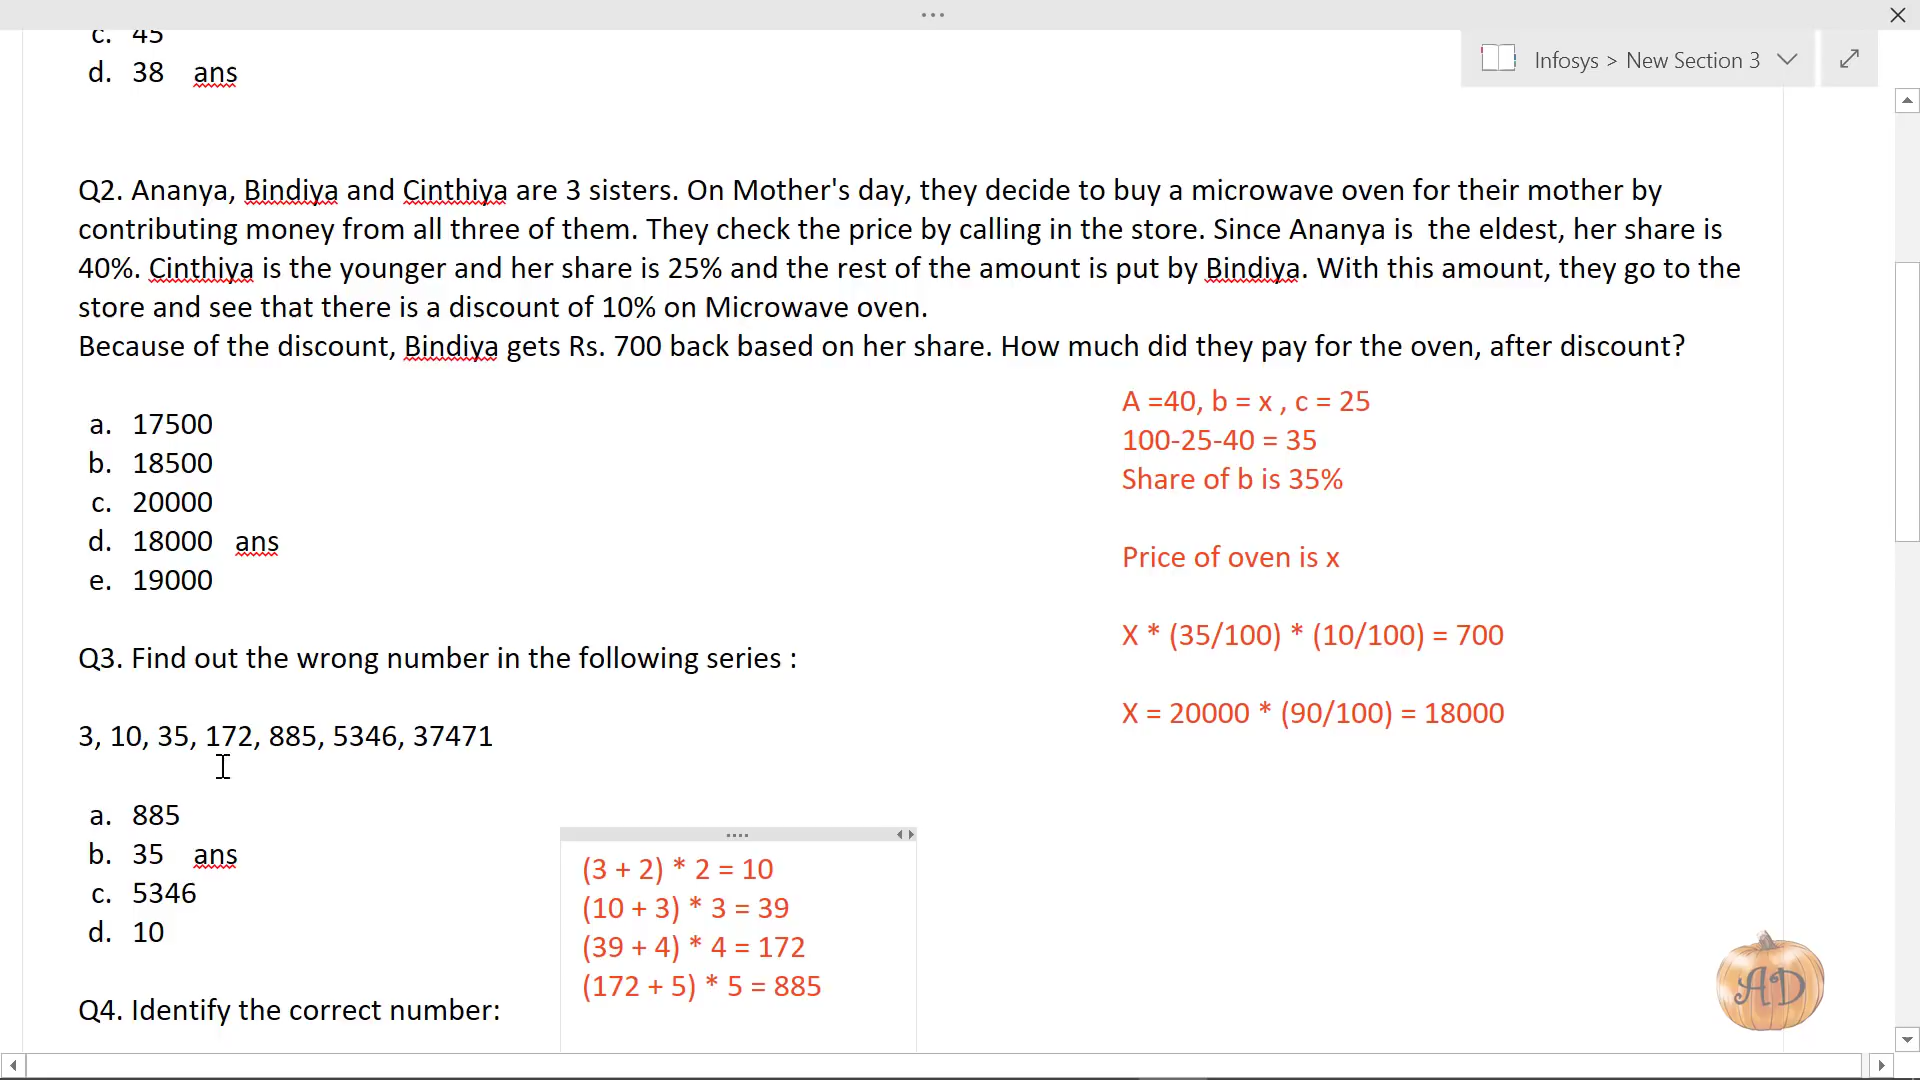 c. 45
d. 38 ans
Infosys > New Section 3
Q2. Ananya, Bindiya and Cinthiya are 3 sisters. On Mother's day, they decide to buy a microwave oven for their mother by
contributing money from all three of them. They check the price by calling in the store. Since Ananya is the eldest, her share is
40%. Cinthiya is the younger and her share is 25% and the rest of the amount is put by Bindiya. With this amount, they go to the
store and see that there is a discount of 10% on Microwave oven.
Because of the discount, Bindiya gets Rs. 700 back based on her share. How much did they pay for the oven, after discount?
a. 17500
b. 18500
c. 20000
d. 18000 ans
e. 19000
A =40, b = x , c = 25
100-25-40 = 35
Share of b is 35%
Price of oven is x
X * (35/100) * (10/100) = 700
X = 20000 * (90/100) = 18000
Q3. Find out the wrong number in the following series :
3, 10, 35, 172, 885, 5346, 37471
a. 885
b. 35 ans
c. 5346
d. 10
(3 + 2) * 2 = 10
(10 + 3) * 3 = 39
(39 + 4) * 4 = 172
(172 + 5) * 5 = 885
Q4. Identify the correct number:
AD